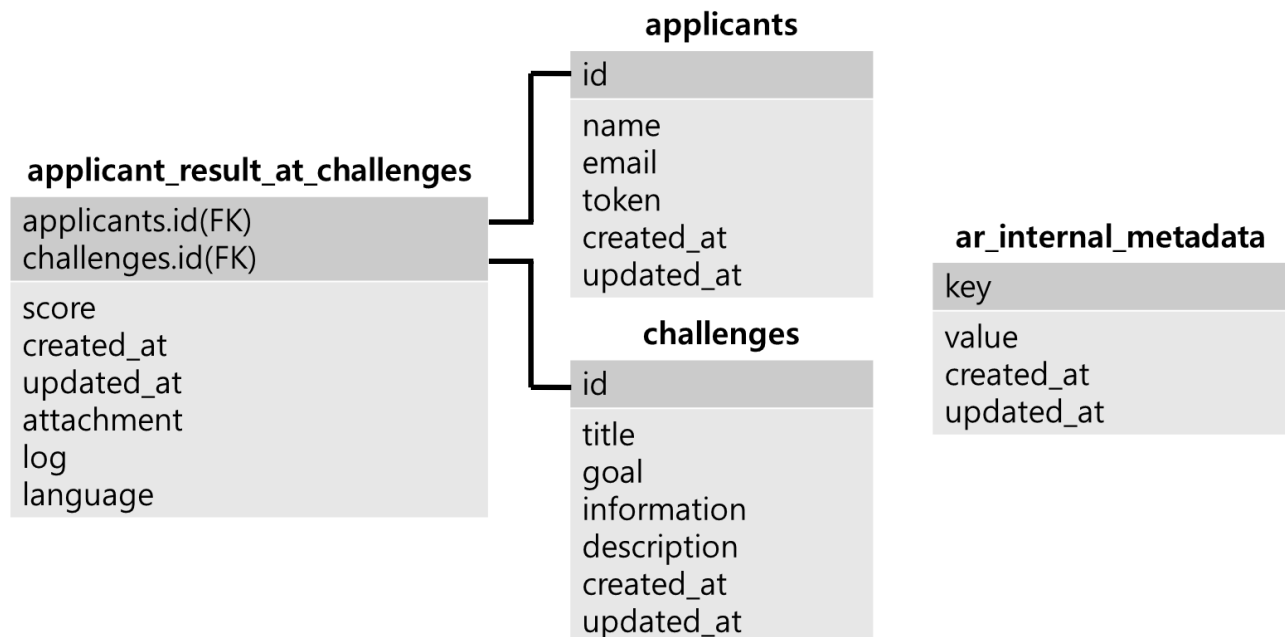 applicant_result_at_challenges
applicants.id(FK)
challenges.id(FK)
score
created_at
updated_at
attachment
log
language
applicants
id
name
email
token
created_at
updated_at
challenges
id
title
goal
information
description
created_at
updated_at
ar_internal_metadata
key
value
created_at
updated_at